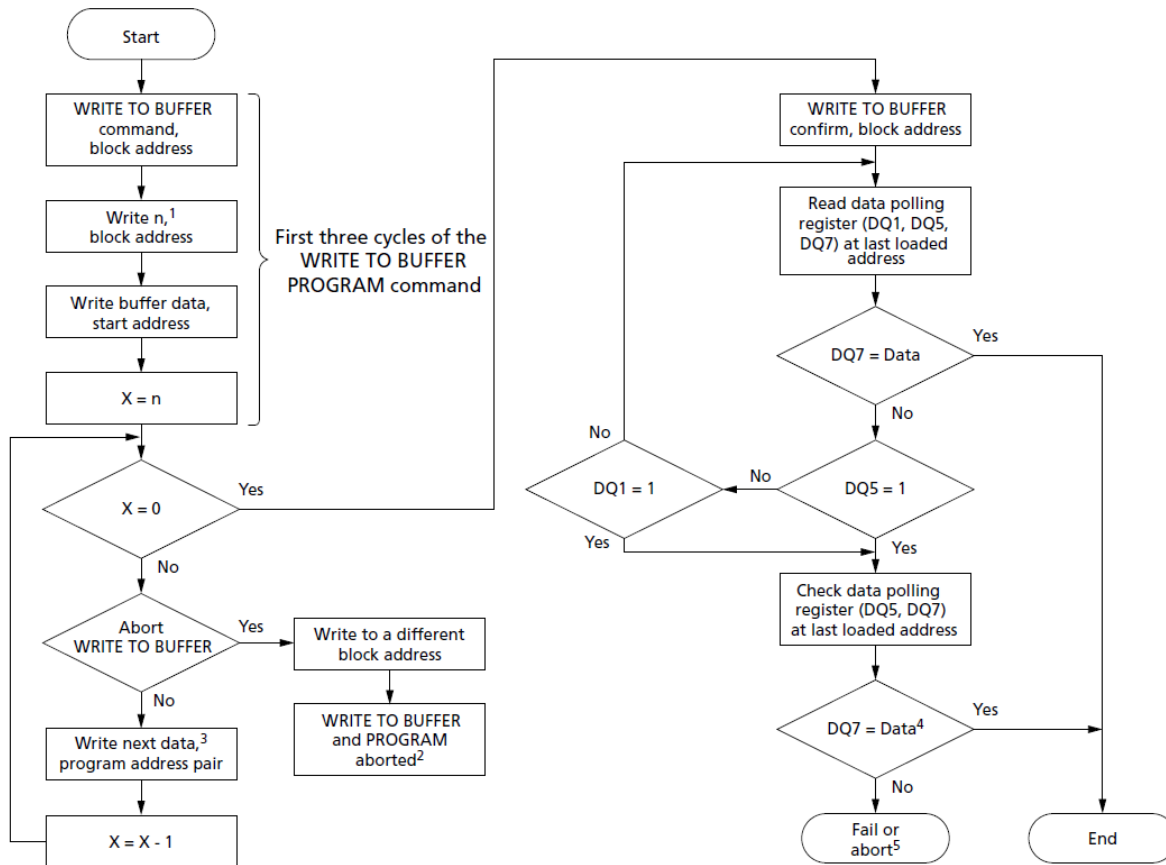 Start
WRITE TO BUFFER
command,
block address
Write n,¹
block address
Write buffer data,
start address
X = n
First three cycles of the
WRITE TO BUFFER
PROGRAM command
X = 0
Yes
No
Abort
WRITE TO BUFFER
Yes
No
Write to a different
block address
WRITE TO BUFFER
and PROGRAM
aborted²
Write next data,³
program address pair
X = X - 1
WRITE TO BUFFER
confirm, block address
Read data polling
register (DQ1, DQ5,
DQ7) at last loaded
address
DQ7 = Data
Yes
No
DQ5 = 1
No
Yes
DQ1 = 1
No
Yes
Check data polling
register (DQ5, DQ7)
at last loaded address
DQ7 = Data⁴
Yes
No
Fail or
abort⁵
End